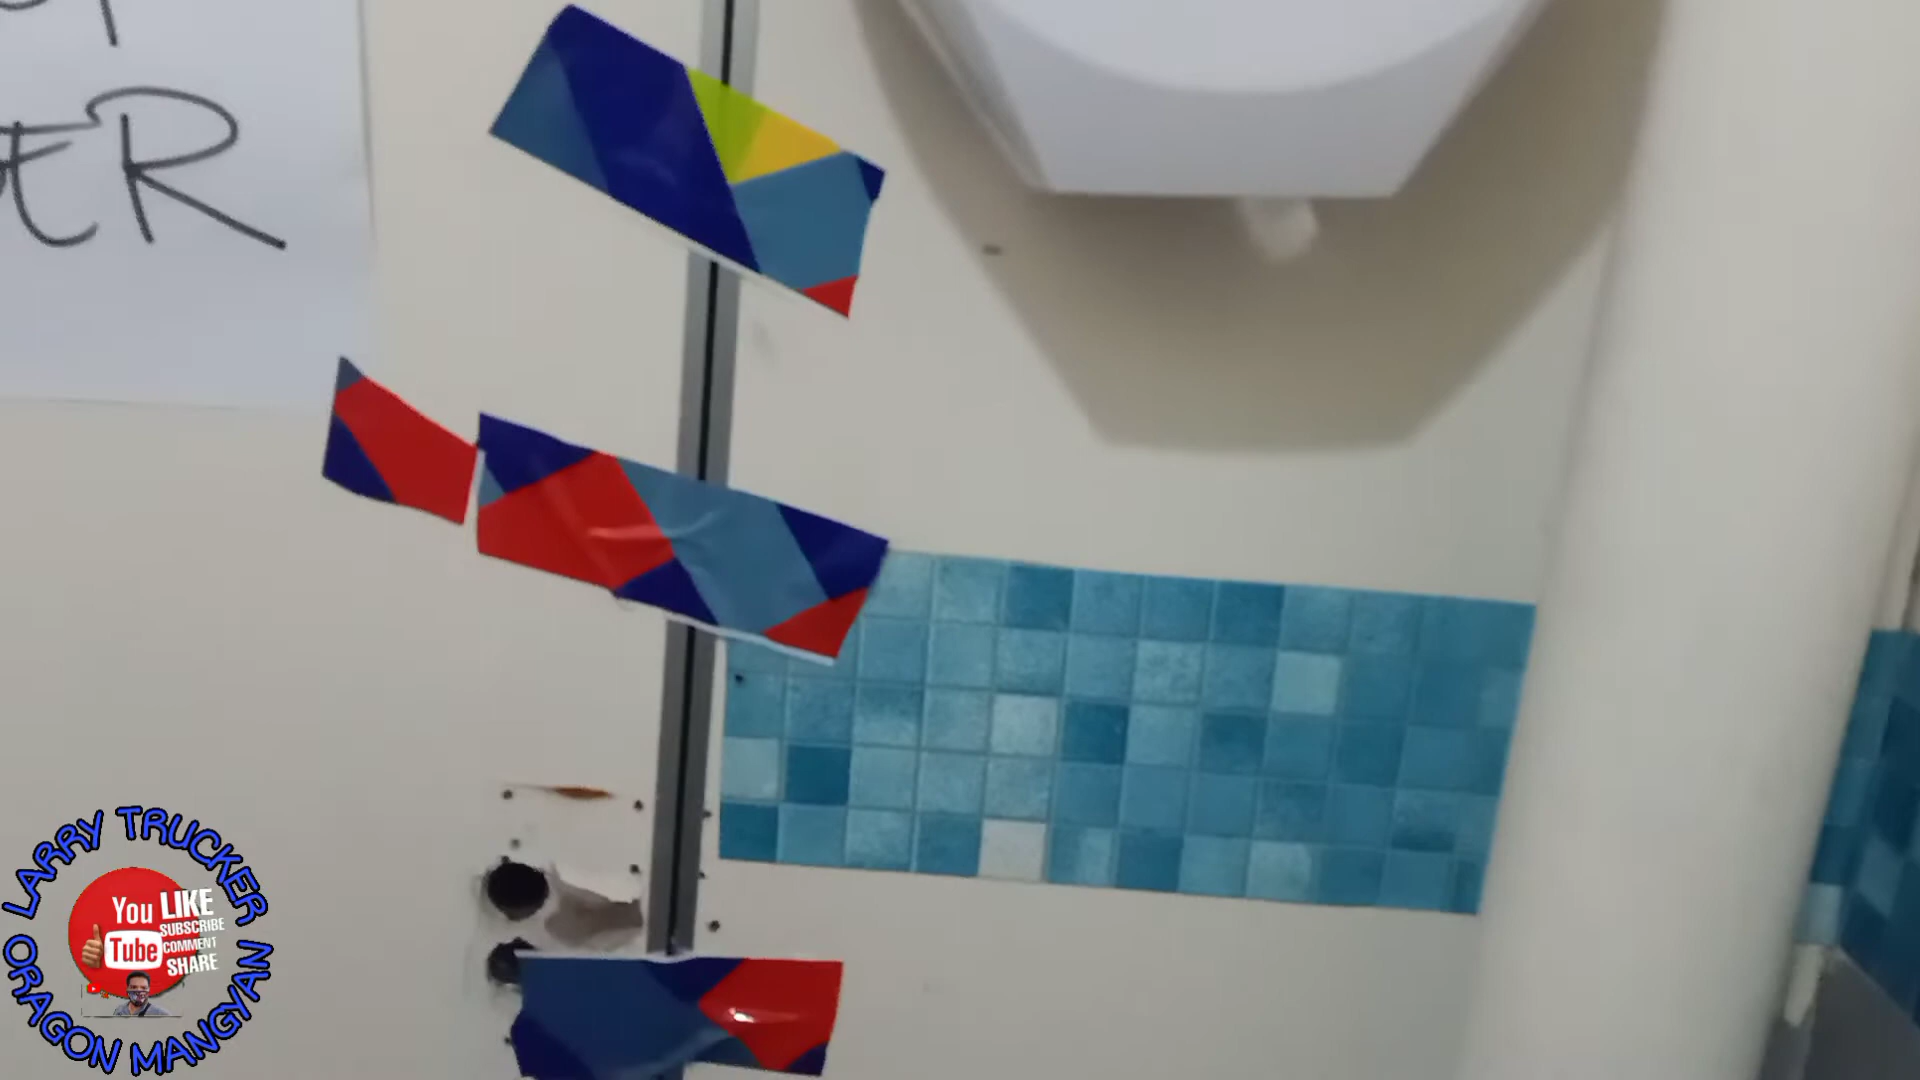 ER
LARRY TRUCKER
You
Tube
LIKE
SUBSCRIBE
COMMENT
SHARE
ORAGON MANGYAN